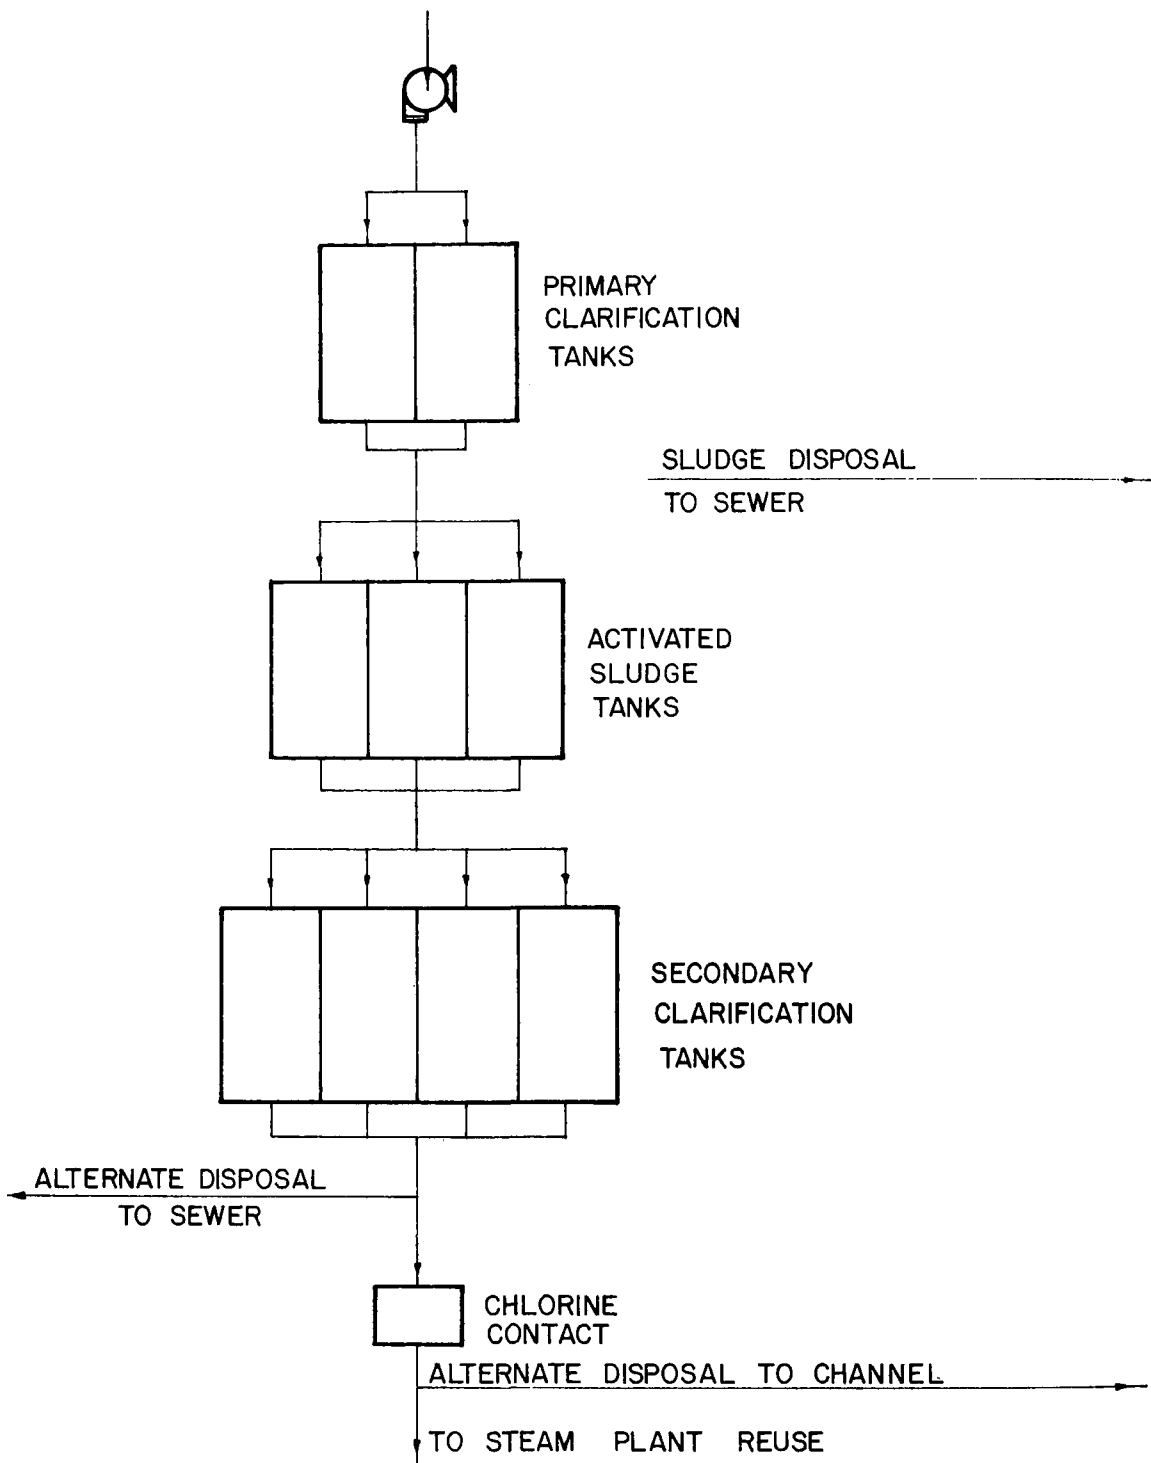 PRIMARY
CLARIFICATION
TANKS
SLUDGE DISPOSAL
TO SEWER
ACTIVATED
SLUDGE
TANKS
SECONDARY
CLARIFICATION
TANKS
ALTERNATE DISPOSAL
TO SEWER
CHLORINE
CONTACT
ALTERNATE DISPOSAL TO CHANNEL
TO STEAM PLANT REUSE